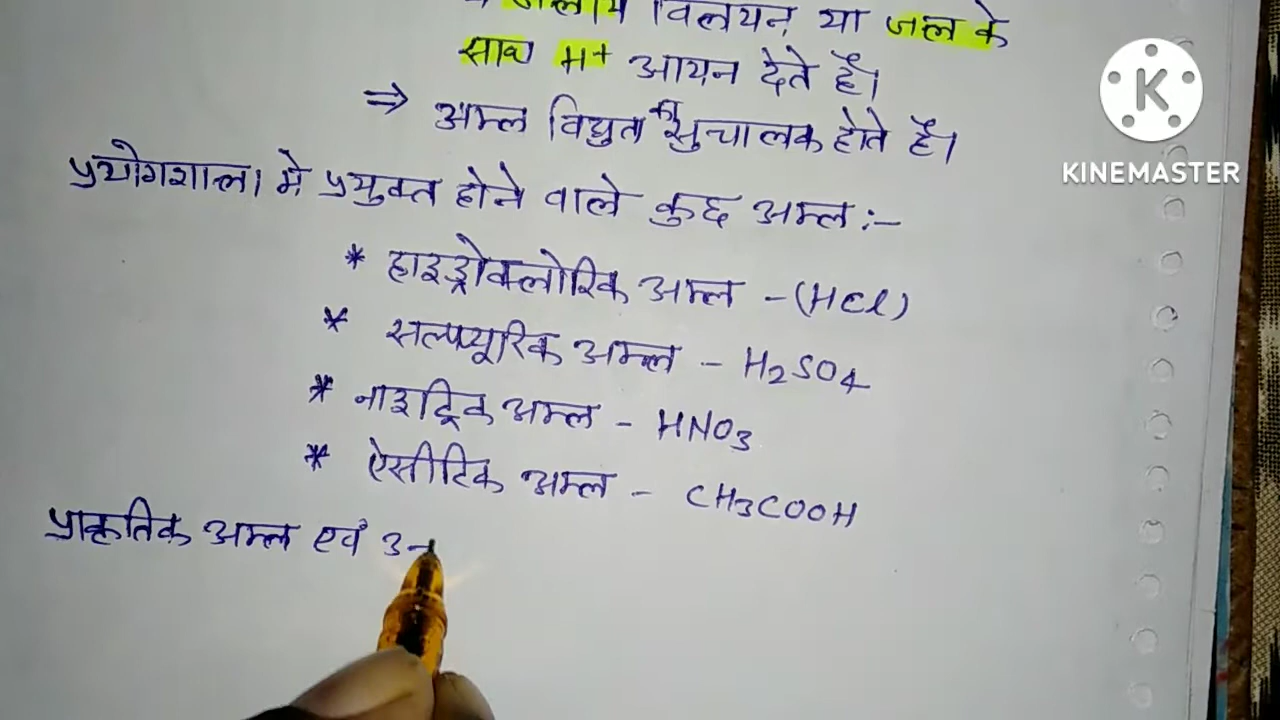 जलीय विलयन या जल के
साथ H+ आयन देते हैं।
⇒ अम्ल विद्युत की सुचालक होते हैं।
प्रयोगशाला में प्रयुक्त होने वाले कुछ अम्ल :-
* हाइड्रोक्लोरिक अम्ल - (HCl)
* सल्फ्यूरिक अम्ल - H2SO4
* नाइट्रिक अम्ल - HNO3
* ऐसीटिक अम्ल - CH3COOH
प्राकृतिक अम्ल एवं
K
KINEMASTER